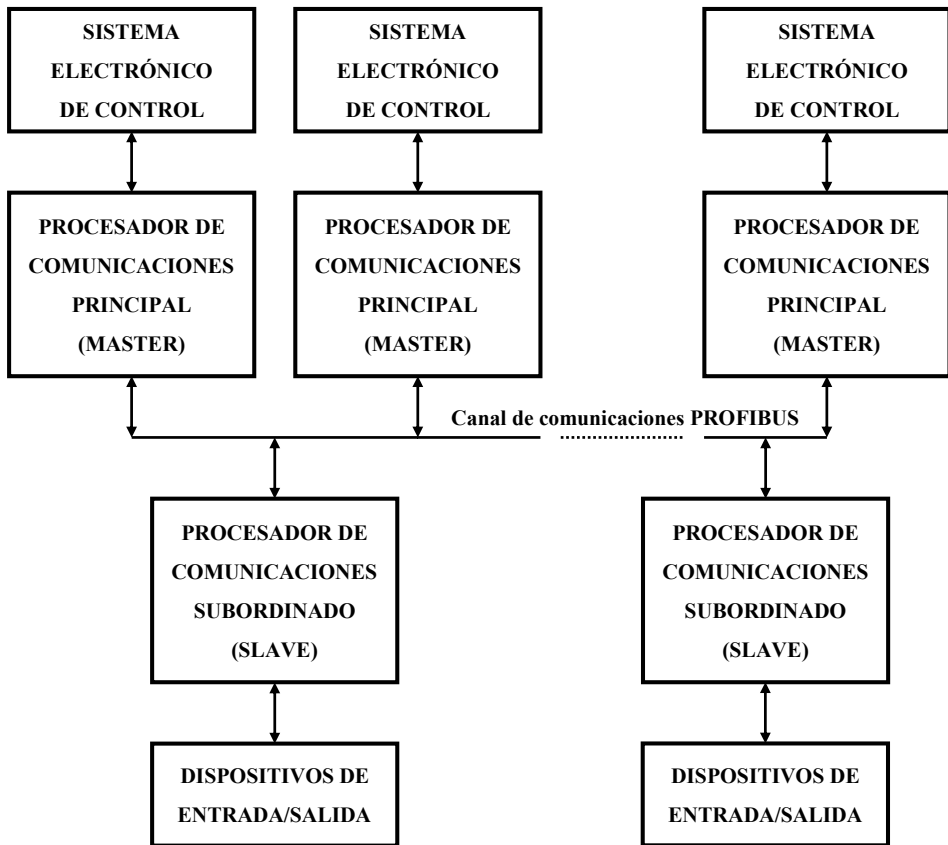 SISTEMA
ELECTRÓNICO
DE CONTROL
SISTEMA
ELECTRÓNICO
DE CONTROL
SISTEMA
ELECTRÓNICO
DE CONTROL
PROCESADOR DE
COMUNICACIONES
PRINCIPAL
(MASTER)
PROCESADOR DE
COMUNICACIONES
PRINCIPAL
(MASTER)
PROCESADOR DE
COMUNICACIONES
PRINCIPAL
(MASTER)
Canal de comunicaciones PROFIBUS
PROCESADOR DE
COMUNICACIONES
SUBORDINADO
(SLAVE)
PROCESADOR DE
COMUNICACIONES
SUBORDINADO
(SLAVE)
DISPOSITIVOS DE
ENTRADA/SALIDA
DISPOSITIVOS DE
ENTRADA/SALIDA